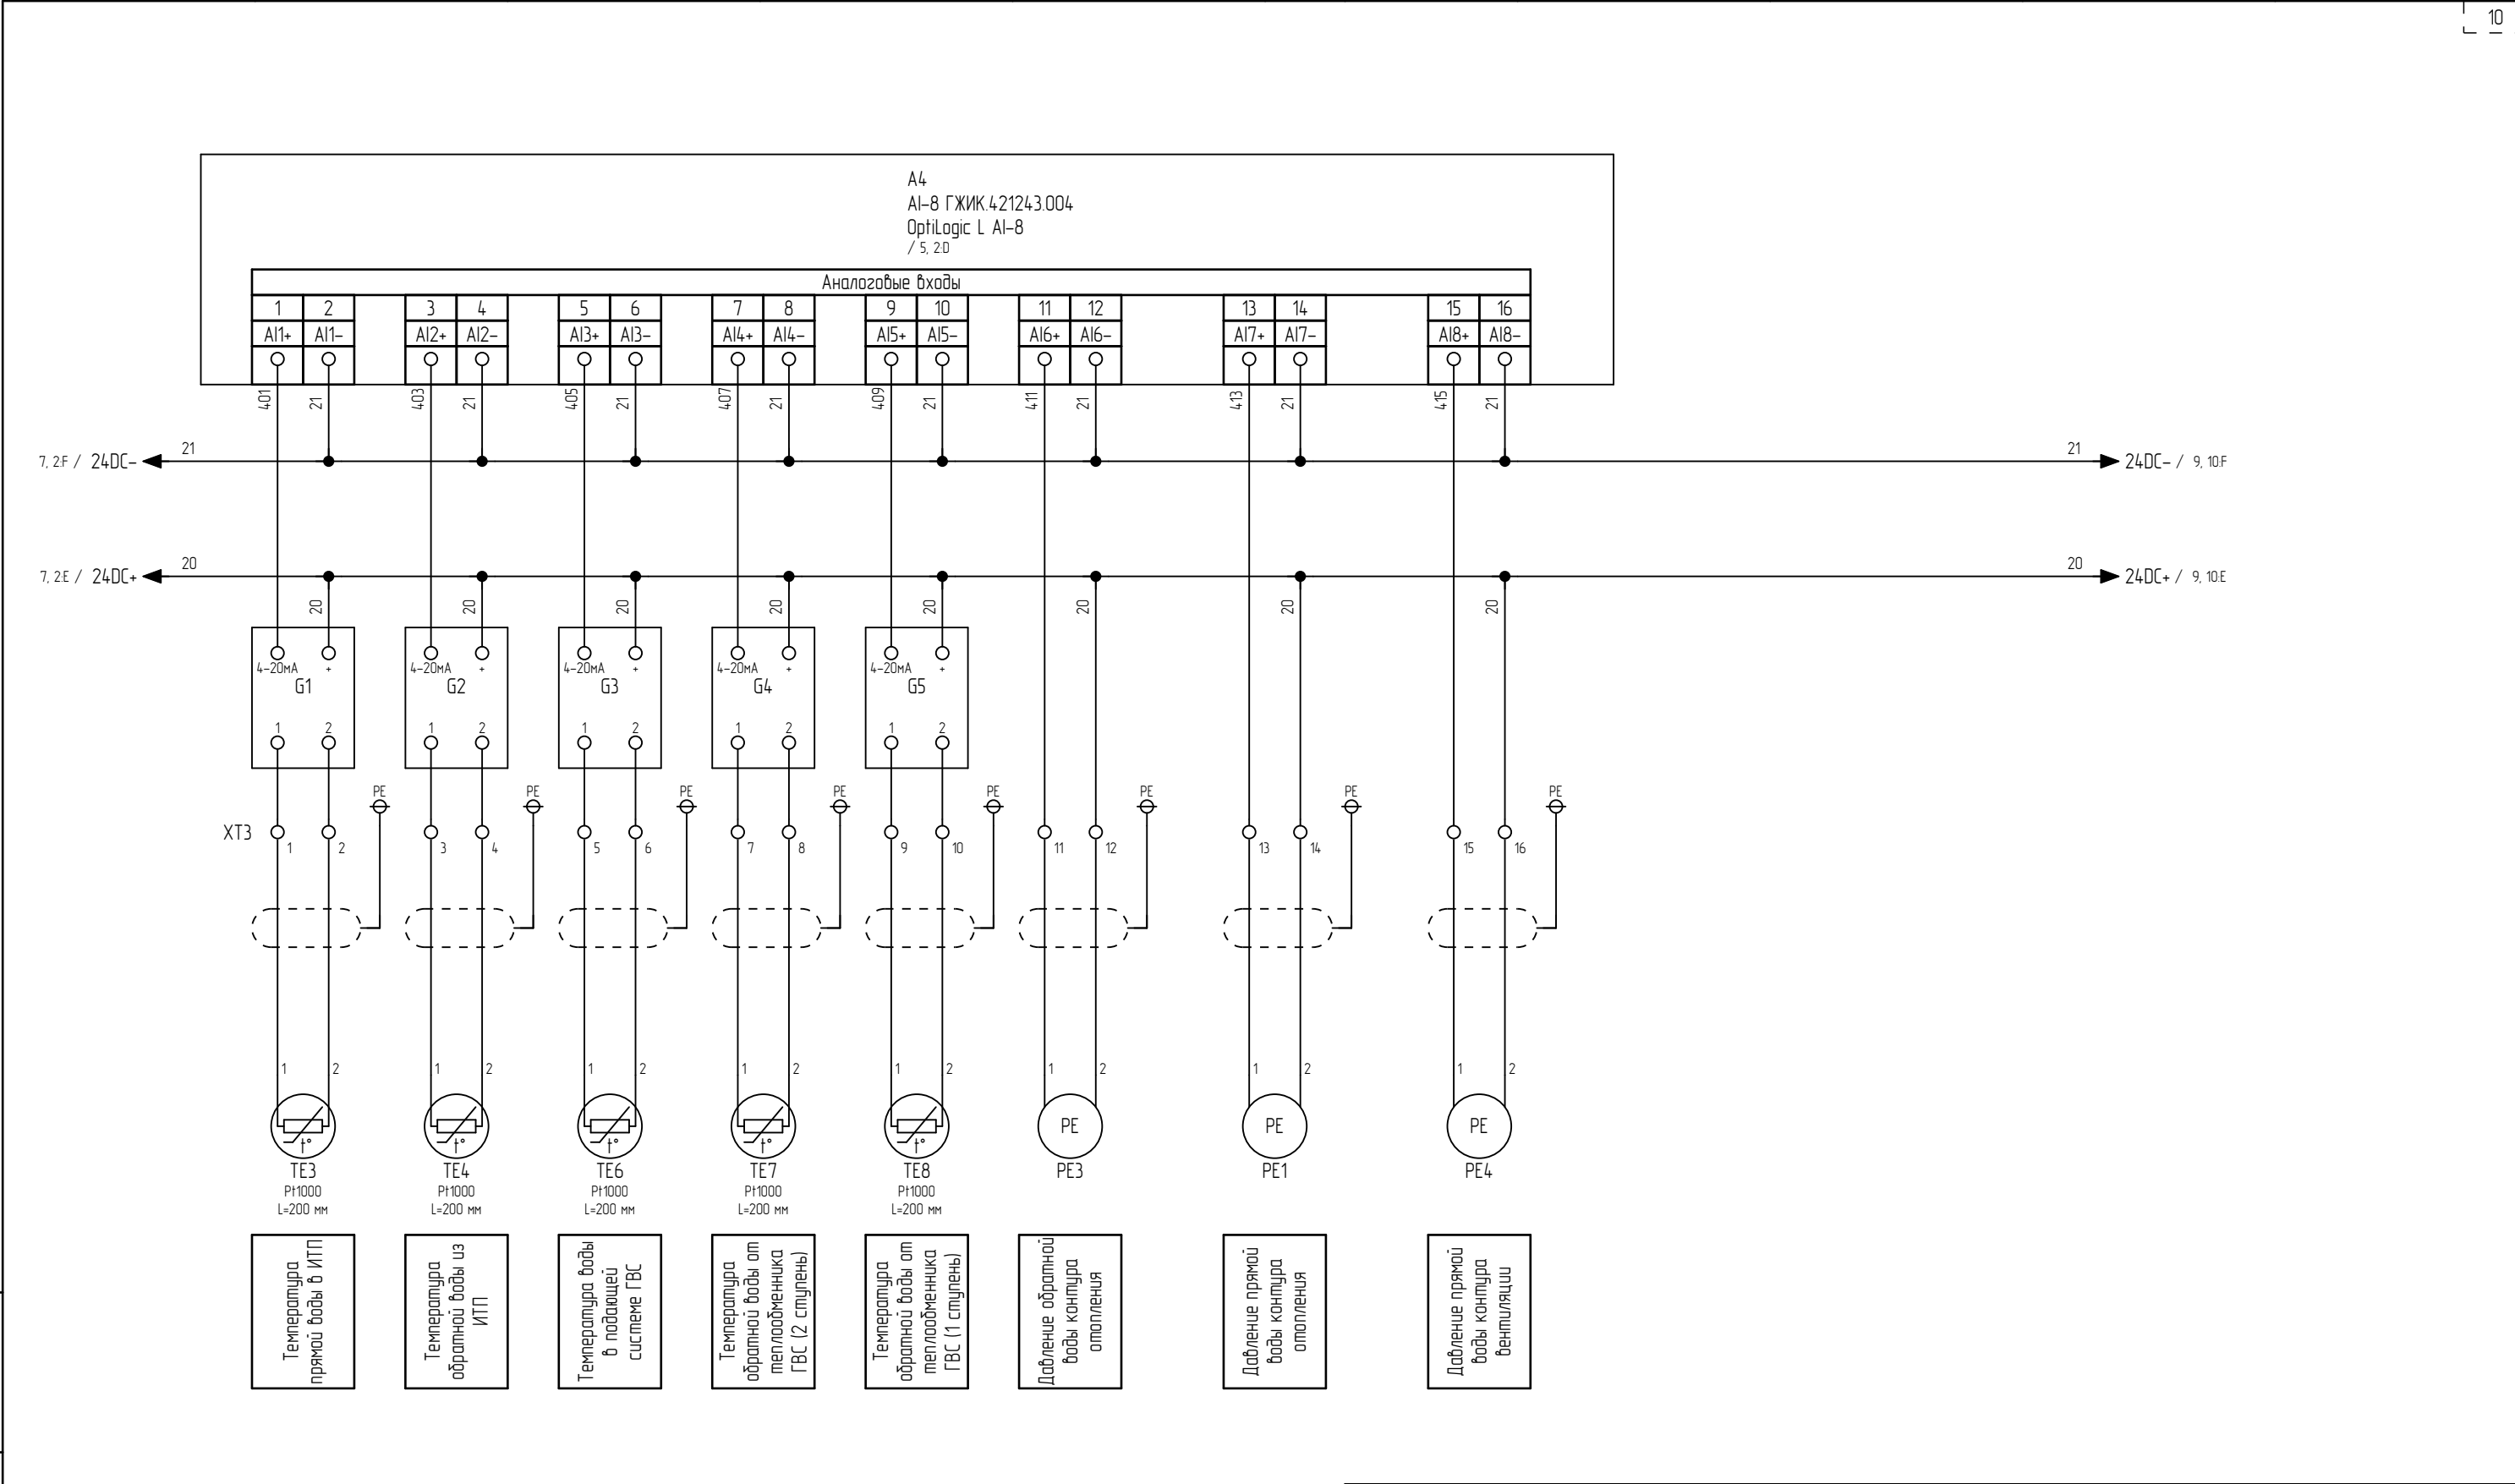 10
A4
AI-8 ГЖИК.421243.004
OptiLogic L AI-8
/ 5, 2:D
Аналоговые входы
1 2 3 4 5 6 7 8 9 10 11 12 13 14 15 16
AI1+ AI1- AI2+ AI2- AI3+ AI3- AI4+ AI4- AI5+ AI5- AI6+ AI6- AI7+ AI7- AI8+ AI8-
401 21 403 21 405 21 407 21 409 21 411 21 413 21 415 21
7, 2:F / 24DC- 21 21 24DC- / 9, 10:F
7, 2:E / 24DC+ 20 20 24DC+ / 9, 10:E
20 20 20 20 20 20 20 20
4-20мА + 4-20мА + 4-20мА + 4-20мА + 4-20мА +
G1 G2 G3 G4 G5
1 2 1 2 1 2 1 2 1 2
PE PE PE PE PE PE PE PE
XT3
1 2 3 4 5 6 7 8 9 10 11 12 13 14 15 16
1 2 1 2 1 2 1 2 1 2 1 2 1 2 1 2
PE PE PE
t° t° t° t° t°
TE3 TE4 TE6 TE7 TE8 PE3 PE1 PE4
Pt1000 Pt1000 Pt1000 Pt1000 Pt1000
L=200 мм L=200 мм L=200 мм L=200 мм L=200 мм
Температура
прямой воды в ИТП
Температура
обратной воды из
ИТП
Температура воды
в подающей
системе ГВС
Температура
обратной воды от
теплообменника
ГВС (2 ступень)
Температура
обратной воды от
теплообменника
ГВС (1 ступень)
Давление обратной
воды контура
отопления
Давление прямой
воды контура
отопления
Давление прямой
воды контура
вентиляции